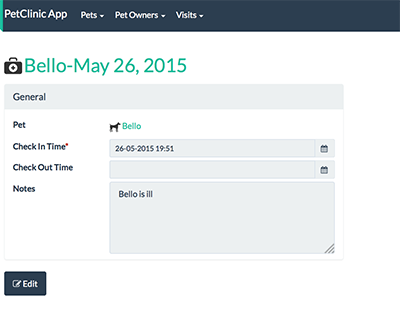 PetClinic App Pets Pet Owners Visits
Bello-May 26, 2015
General
Pet Bello
Check In Time* 26-05-2015 19:51
Check Out Time
Notes Bello is ill
Edit